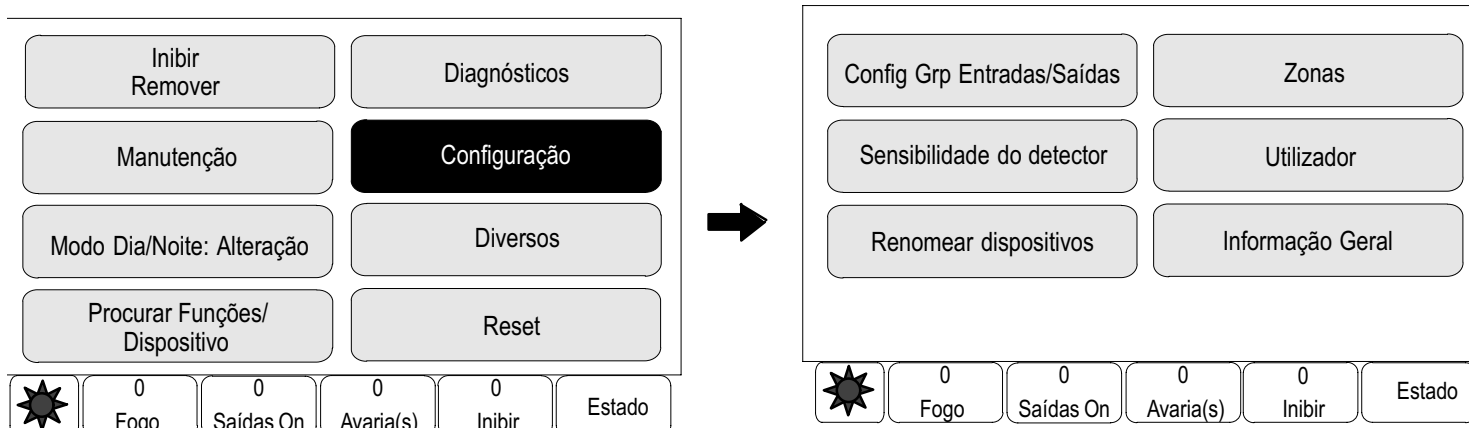 Inibir
Remover
Diagnósticos
Manutenção
Configuração
Modo Dia/Noite: Alteração
Diversos
Procurar Funções/
Dispositivo
Reset
0
Fogo
0
Saídas On
0
Avaria(s)
0
Inibir
Estado
Config Grp Entradas/Saídas
Zonas
Sensibilidade do detector
Utilizador
Renomear dispositivos
Informação Geral
0
Fogo
0
Saídas On
0
Avaria(s)
0
Inibir
Estado